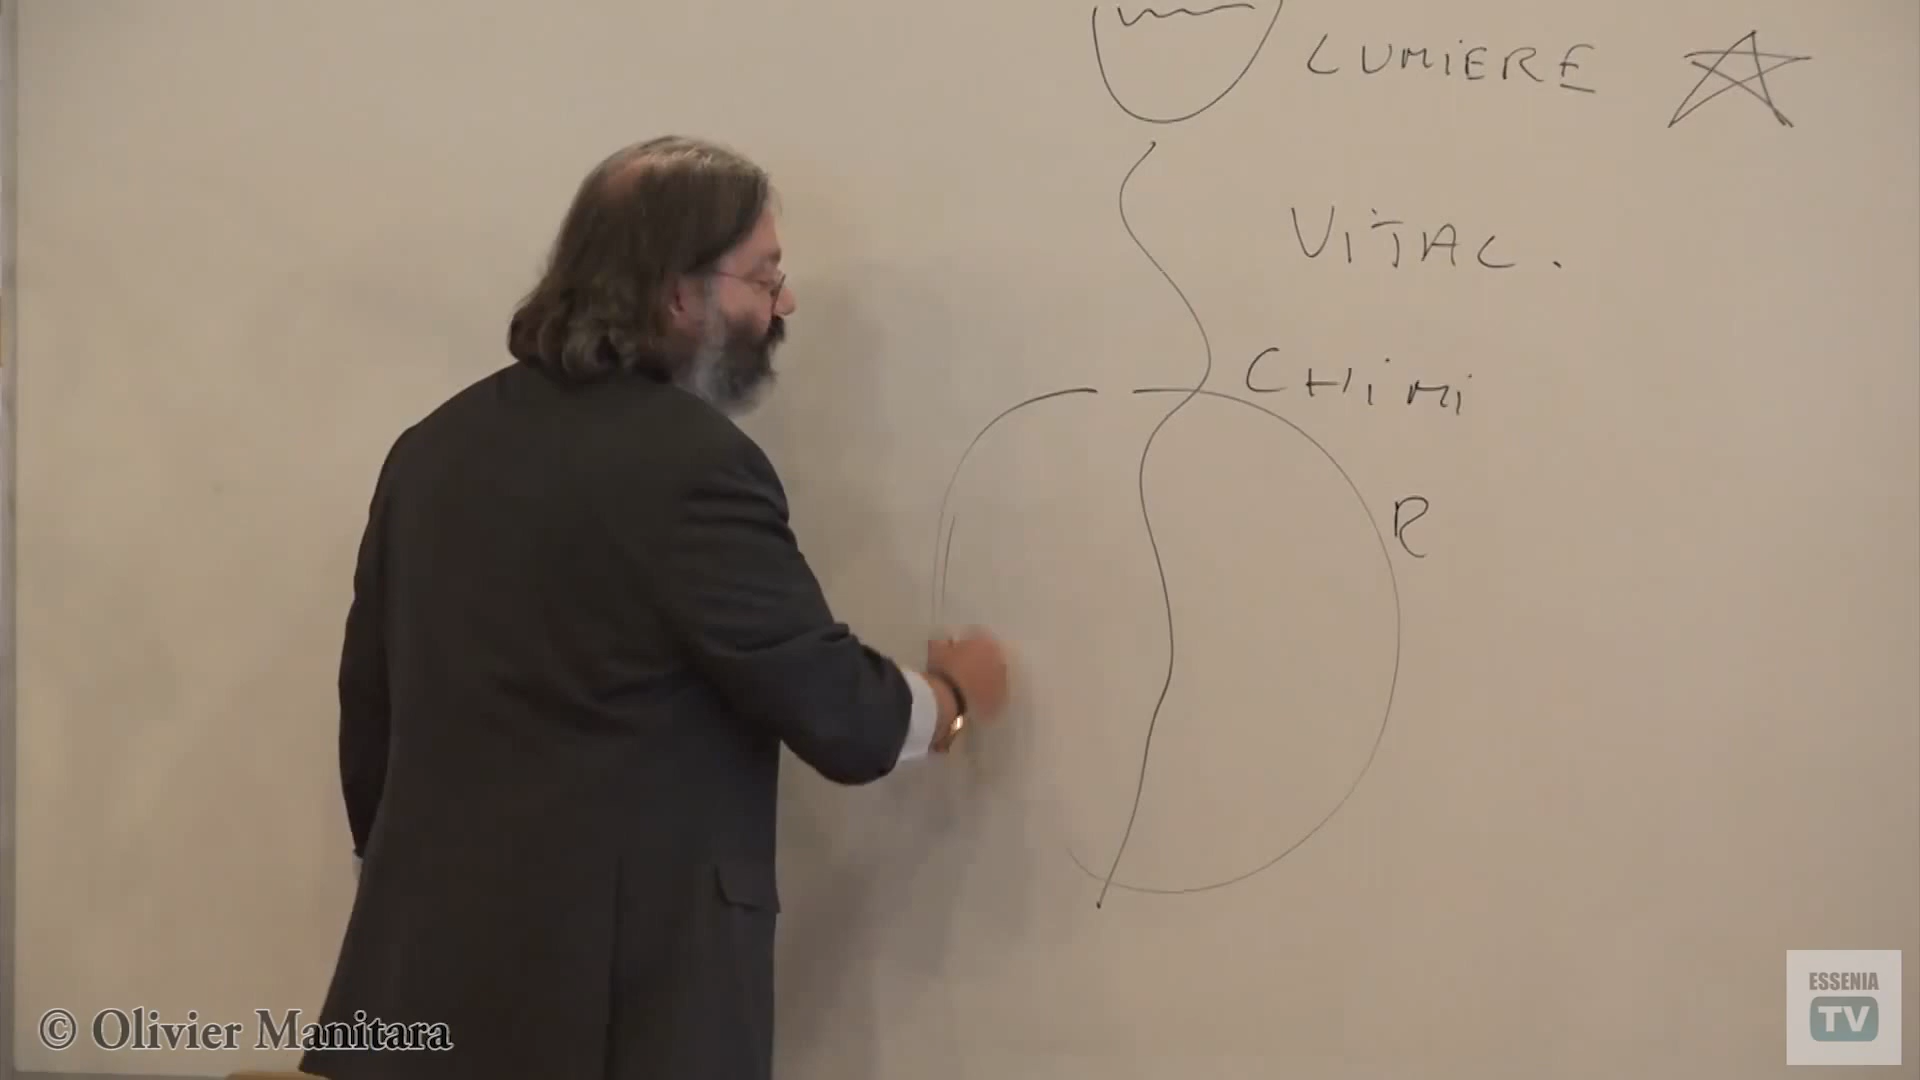 LUMiERE
ViTAL.
CHiMi
R
© Olivier Manitara
ESSENIA
TV